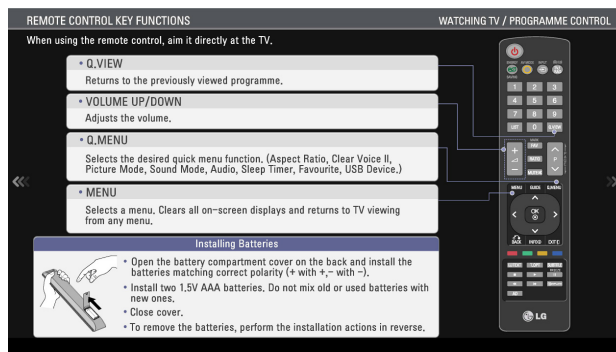 REMOTE CONTROL KEY FUNCTIONS
WATCHING TV / PROGRAMME CONTROL
When using the remote control, aim it directly at the TV.
• Q.VIEW
Returns to the previously viewed programme.
• VOLUME UP/DOWN
Adjusts the volume.
• Q.MENU
Selects the desired quick menu function. (Aspect Ratio, Clear Voice II,
Picture Mode, Sound Mode, Audio, Sleep Timer, Favourite, USB Device.)
• MENU
Selects a menu. Clears all on-screen displays and returns to TV viewing
from any menu.
Installing Batteries
• Open the battery compartment cover on the back and install the
batteries matching correct polarity (+ with +,- with -).
• Install two 1,5V AAA batteries. Do not mix old or used batteries with
new ones.
• Close cover.
• To remove the batteries, perform the installation actions in reverse.
1 2 3
4 5 6
7 8 9
LIST 0 Q.VIEW
+ FAV
RATIO P
- MUTE
MENU GUIDE Q.MENU
OK
BACK INFO EXIT
LG